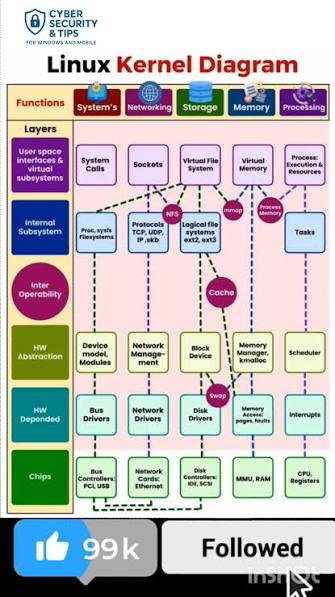 CYBER
SECURITY
& TIPS
FOR WINDOWS AND MOBILE
Linux Kernel Diagram
Functions
System's
Networking
Storage
Memory
Processing
Layers
User space
interfaces &
virtual
subsystems
System
Calls
Sockets
Virtual File
System
Virtual
Memory
Process:
Execution &
Resources
NFS
mmap
Process
Memory
Internal
Subsystem
Proc, sysfs
Filesystems
Protocols
TCP, UDP,
IP ,skb
Logical file
systems
ext2, ext3
Tasks
Inter
Operability
Cache
HW
Abstraction
Device
model,
Modules
Network
Manage-
ment
Block
Device
Memory
Manager,
kmalloc
Scheduler
Swap
HW
Depended
Bus
Drivers
Network
Drivers
Disk
Drivers
Memory
Access:
pages, faults
Interrupts
Chips
Bus
Controllers:
PCI, USB
Network
Cards:
Ethernet
Disk
Controllers:
IDE, SCSI
MMU, RAM
CPU,
Registers
99k
Followed
InShOt